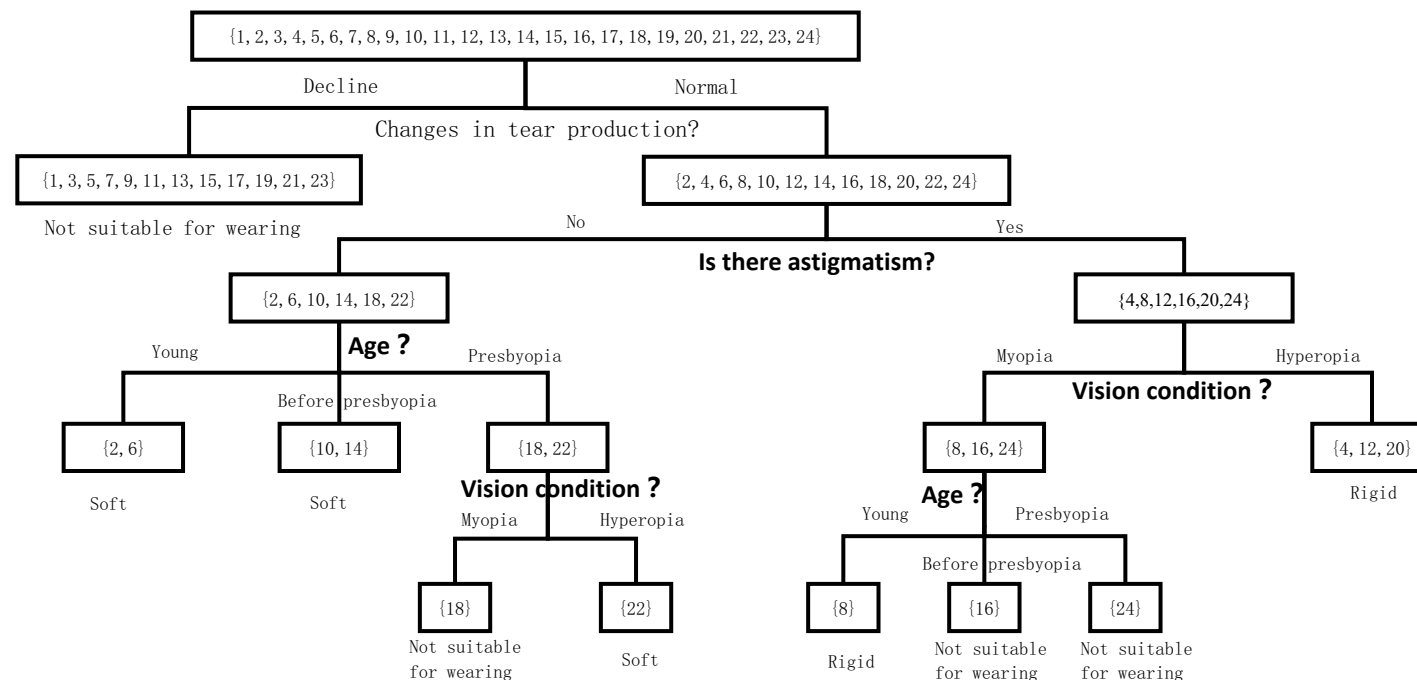 {1, 2, 3, 4, 5, 6, 7, 8, 9, 10, 11, 12, 13, 14, 15, 16, 17, 18, 19, 20, 21, 22, 23, 24}
Decline
Normal
Changes in tear production?
{1, 3, 5, 7, 9, 11, 13, 15, 17, 19, 21, 23}
{2, 4, 6, 8, 10, 12, 14, 16, 18, 20, 22, 24}
Not suitable for wearing
No
Yes
Is there astigmatism?
{2, 6, 10, 14, 18, 22}
{4,8,12,16,20,24}
Age ?
Young
Presbyopia
Before presbyopia
Myopia
Hyperopia
Vision condition ?
{2, 6}
{10, 14}
{18, 22}
{8, 16, 24}
{4, 12, 20}
Soft
Soft
Vision condition ?
Age ?
Rigid
Myopia
Hyperopia
Young
Presbyopia
Before presbyopia
{18}
{22}
{8}
{16}
{24}
Not suitable
for wearing
Soft
Rigid
Not suitable
for wearing
Not suitable
for wearing